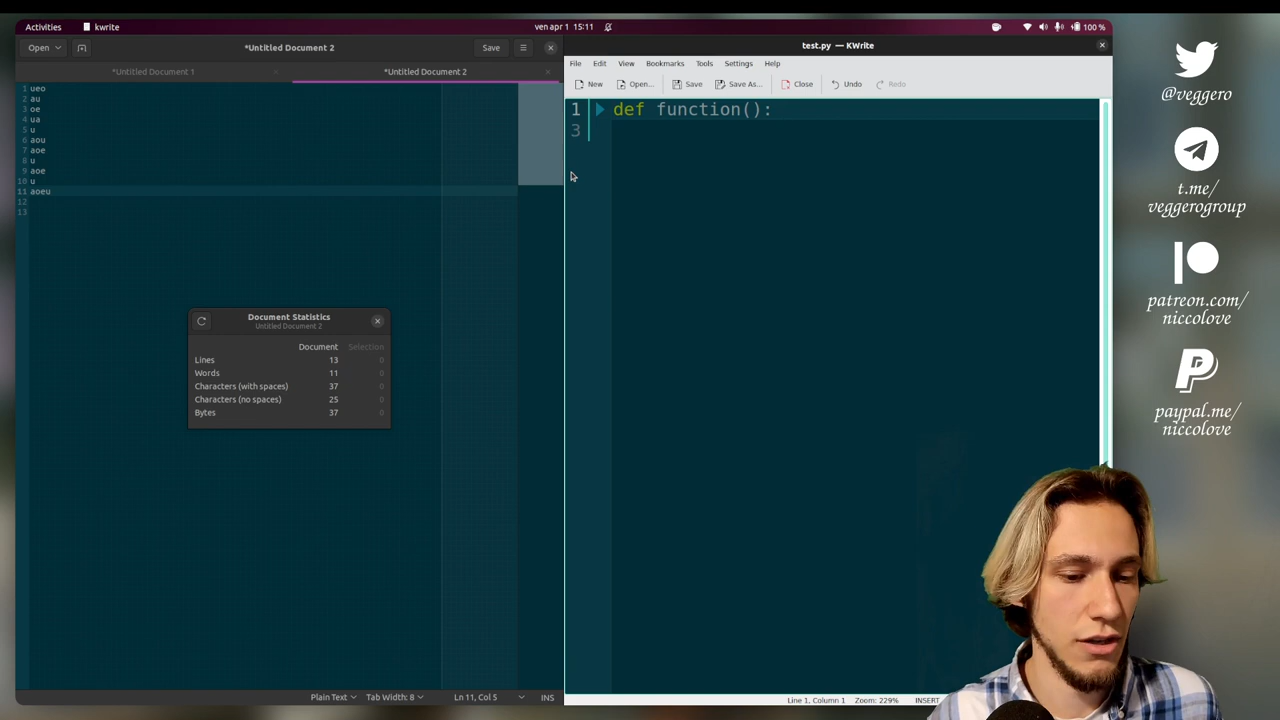 Activities
kwrite
ven apr 1 15:11
100 %
Open
*Untitled Document 2
Save
*Untitled Document 1
*Untitled Document 2
1 ueo
2 au
3 oe
4 ua
5 u
6 aou
7 aoe
8 u
9 aoe
10 u
11 aoeu
12
13
Document Statistics
Untitled Document 2
Document Selection
Lines 13 0
Words 11 0
Characters (with spaces) 37 0
Characters (no spaces) 25 0
Bytes 37 0
Plain Text
Tab Width: 8
Ln 11, Col 5
INS
test.py — KWrite
File Edit View Bookmarks Tools Settings Help
New Open... Save Save As... Close Undo Redo
1 def function():
3
Line 1, Column 1 Zoom: 229% INSERT
@veggero
t.me/
veggerogroup
patreon.com/
niccolove
paypal.me/
niccolove